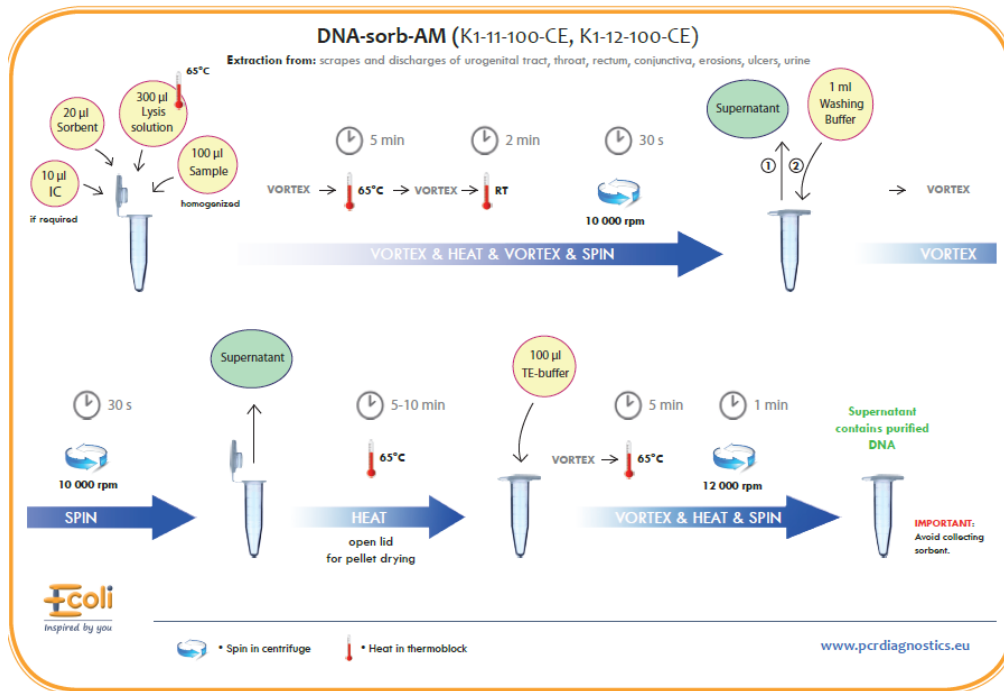 DNA-sorb-AM (K1-11-100-CE, K1-12-100-CE)
Extraction from: scrapes and discharges of urogenital tract, throat, rectum, conjunctiva, erosions, ulcers, urine
65°C
300 µl
Lysis
solution
20 µl
Sorbent
100 µl
Sample
homogenized
10 µl
IC
if required
5 min
2 min
30 s
VORTEX → 65°C → VORTEX → RT
10 000 rpm
VORTEX & HEAT & VORTEX & SPIN
Supernatant
1 ml
Washing
Buffer
① ②
→ VORTEX
VORTEX
30 s
10 000 rpm
SPIN
Supernatant
5-10 min
65°C
HEAT
open lid
for pellet drying
100 µl
TE-buffer
5 min
1 min
VORTEX → 65°C
12 000 rpm
VORTEX & HEAT & SPIN
Supernatant
contains purified
DNA
IMPORTANT:
Avoid collecting
sorbent.
Ecoli
Inspired by you
• Spin in centrifuge
• Heat in thermoblock
www.pcrdiagnostics.eu